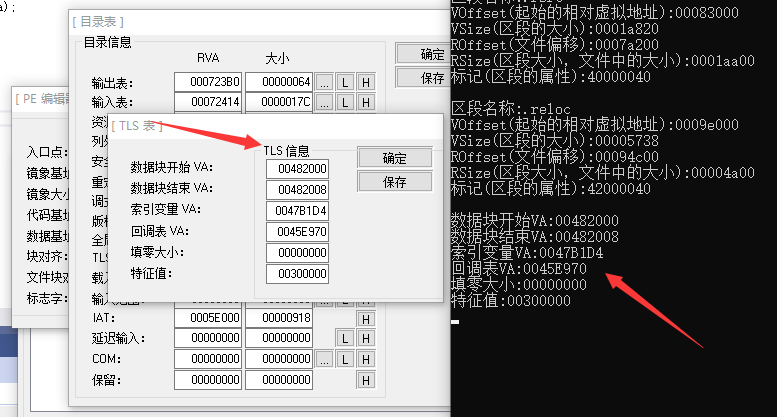 a);
[ PE 编辑器
入口点:
镜象基址
镜象大小
代码基址
数据基址
块对齐:
文件块对
标志字:
[ 目录表 ]
目录信息
RVA 大小
确定
保存
输出表: 000723B0 00000064 ... L H
输入表: 00072414 0000017C ... L H
资
列外
安全
重定
调试
版权
全局
TLS
载入
IAT: 0005E000 00000918 H
延迟输入: 00000000 00000000 L H
COM: 00000000 00000000 ... L H
保留: 00000000 00000000 H
[ TLS 表 ]
TLS 信息
数据块开始 VA: 00482000
数据块结束 VA: 00482008
索引变量 VA: 0047B1D4
回调表 VA: 0045E970
填零大小: 00000000
特征值: 00300000
确定
保存
VOffset(起始的相对虚拟地址):00083000
VSize(区段的大小):0001a820
ROffset(文件偏移):0007a200
RSize(区段大小，文件中的大小):0001aa00
标记(区段的属性):40000040
区段名称:.reloc
VOffset(起始的相对虚拟地址):0009e000
VSize(区段的大小):00005738
ROffset(文件偏移):00094c00
RSize(区段大小，文件中的大小):00004a00
标记(区段的属性):42000040
数据块开始VA:00482000
数据块结束VA:00482008
索引变量VA:0047B1D4
回调表VA:0045E970
填零大小:00000000
特征值:00300000